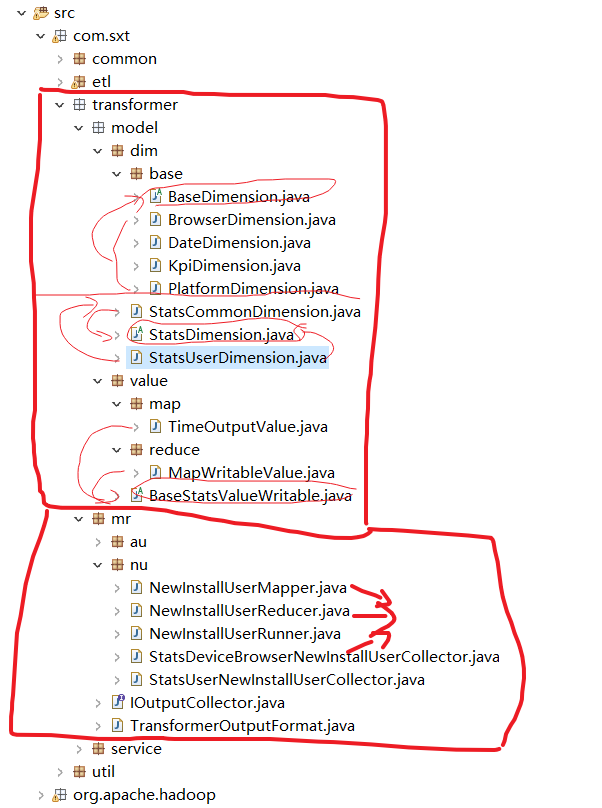 src
com.sxt
common
etl
transformer
model
dim
base
BaseDimension.java
BrowserDimension.java
DateDimension.java
KpiDimension.java
PlatformDimension.java
StatsCommonDimension.java
StatsDimension.java
StatsUserDimension.java
value
map
TimeOutputValue.java
reduce
MapWritableValue.java
BaseStatsValueWritable.java
mr
au
nu
NewInstallUserMapper.java
NewInstallUserReducer.java
NewInstallUserRunner.java
StatsDeviceBrowserNewInstallUserCollector.java
StatsUserNewInstallUserCollector.java
IOutputCollector.java
TransformerOutputFormat.java
service
util
org.apache.hadoop